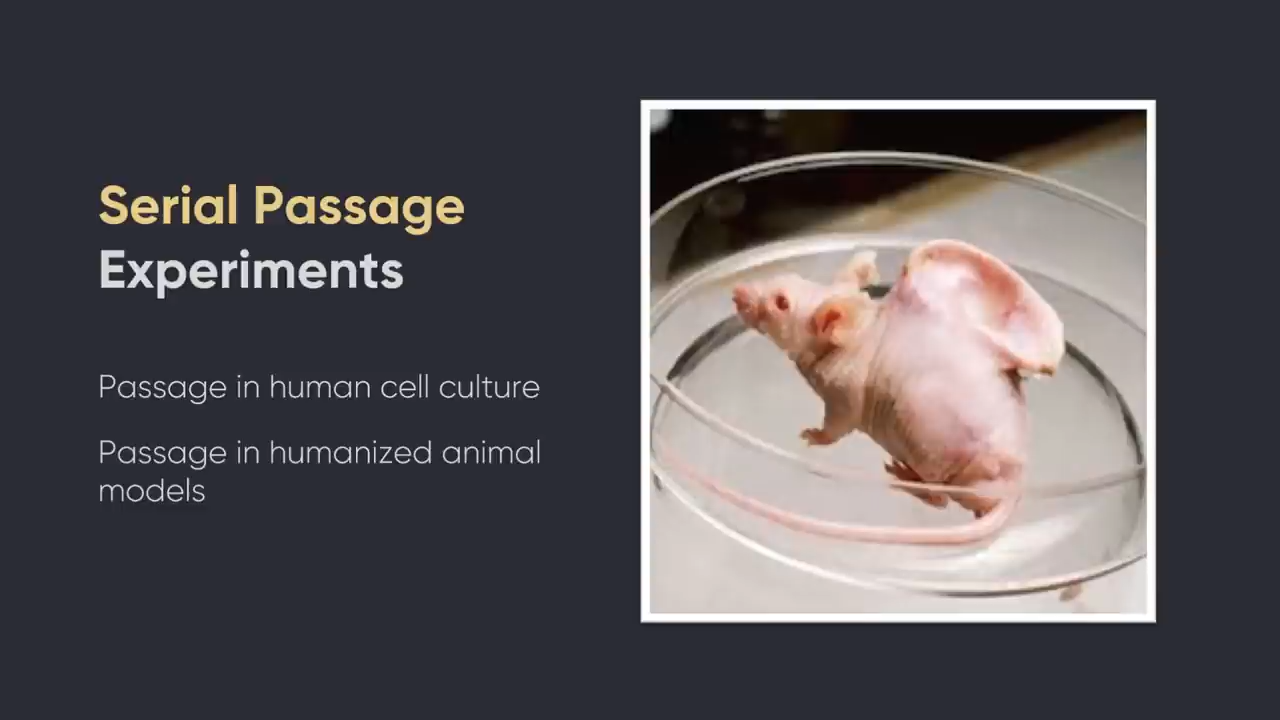 Serial Passage
Experiments
Passage in human cell culture
Passage in humanized animal
models